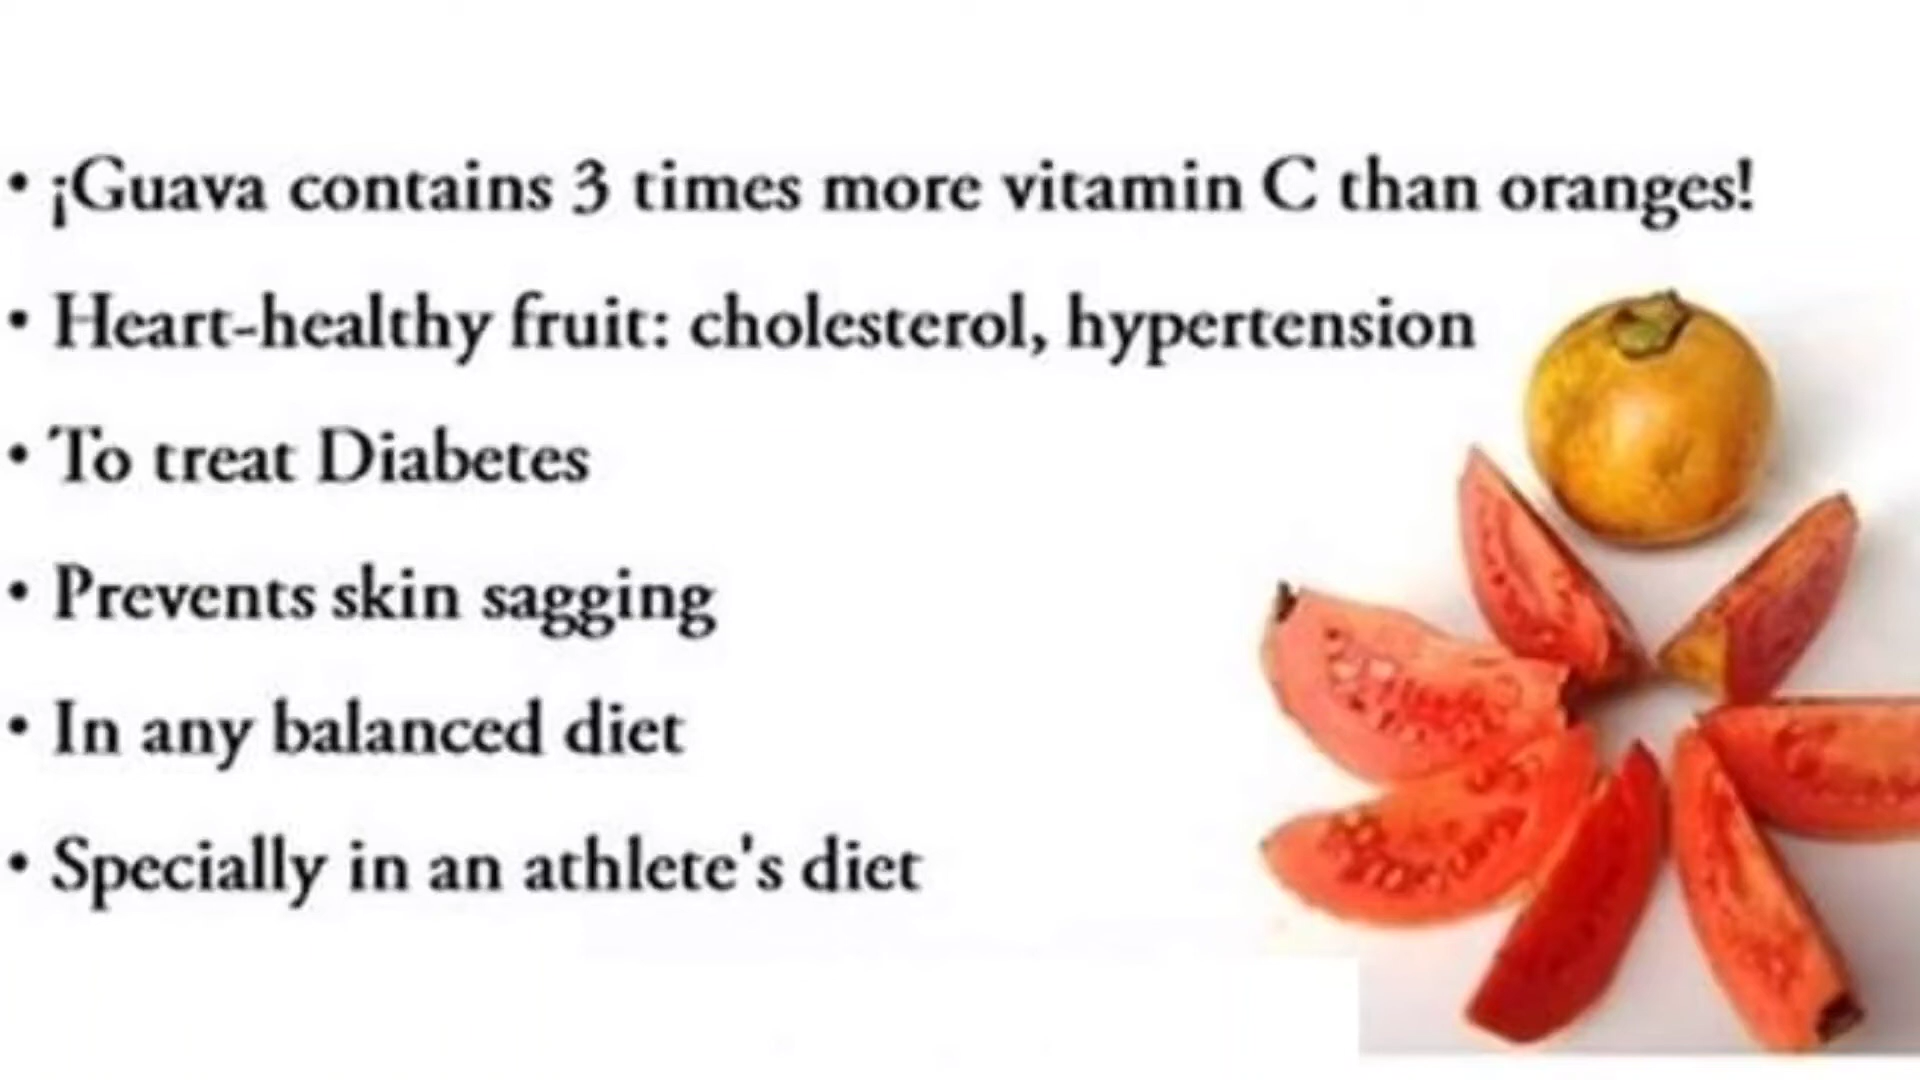 • ¡Guava contains 3 times more vitamin C than oranges!
• Heart-healthy fruit: cholesterol, hypertension
• To treat Diabetes
• Prevents skin sagging
• In any balanced diet
• Specially in an athlete's diet